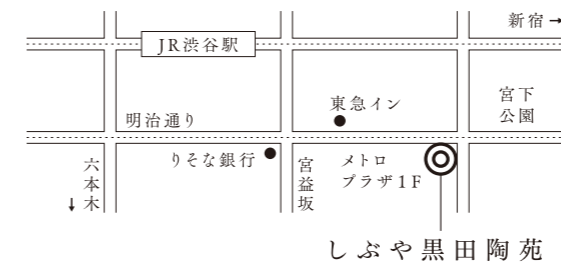 新宿→
JR渋谷駅
東急イン
宮下
公園
明治通り
りそな銀行
六本木
↓
宮益坂
メトロ
プラザ1F
しぶや黒田陶苑